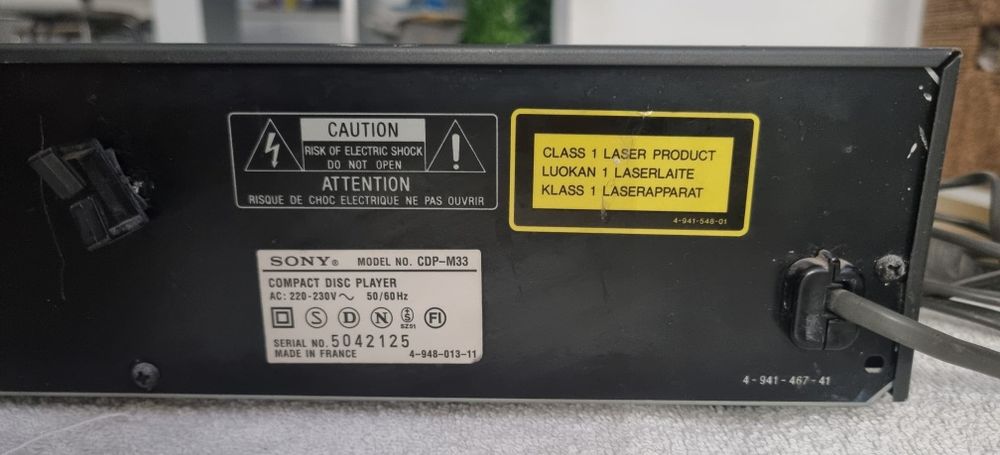 CAUTION
RISK OF ELECTRIC SHOCK
DO NOT OPEN
ATTENTION
RISQUE DE CHOC ELECTRIQUE NE PAS OUVRIR
CLASS 1 LASER PRODUCT
LUOKAN 1 LASERLAITE
KLASS 1 LASERAPPARAT
4-941-548-01
SONY® MODEL NO. CDP-M33
COMPACT DISC PLAYER
AC: 220-230V~ 50/60Hz
S D N S FI
SZ51
SERIAL NO. 5042125
MADE IN FRANCE 4-948-013-11
4-941-467-41